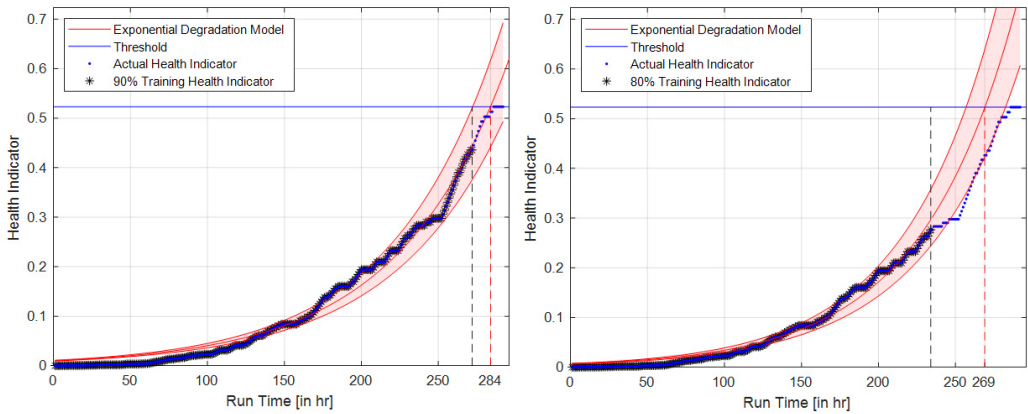 0.7
0.6
0.5
0.4
0.3
0.2
0.1
0
Health Indicator
Exponential Degradation Model
Threshold
Actual Health Indicator
90% Training Health Indicator
0 50 100 150 200 250 284
Run Time [in hr]
0.7
0.6
0.5
0.4
0.3
0.2
0.1
0
Health Indicator
Exponential Degradation Model
Threshold
Actual Health Indicator
80% Training Health Indicator
0 50 100 150 200 250 269
Run Time [in hr]